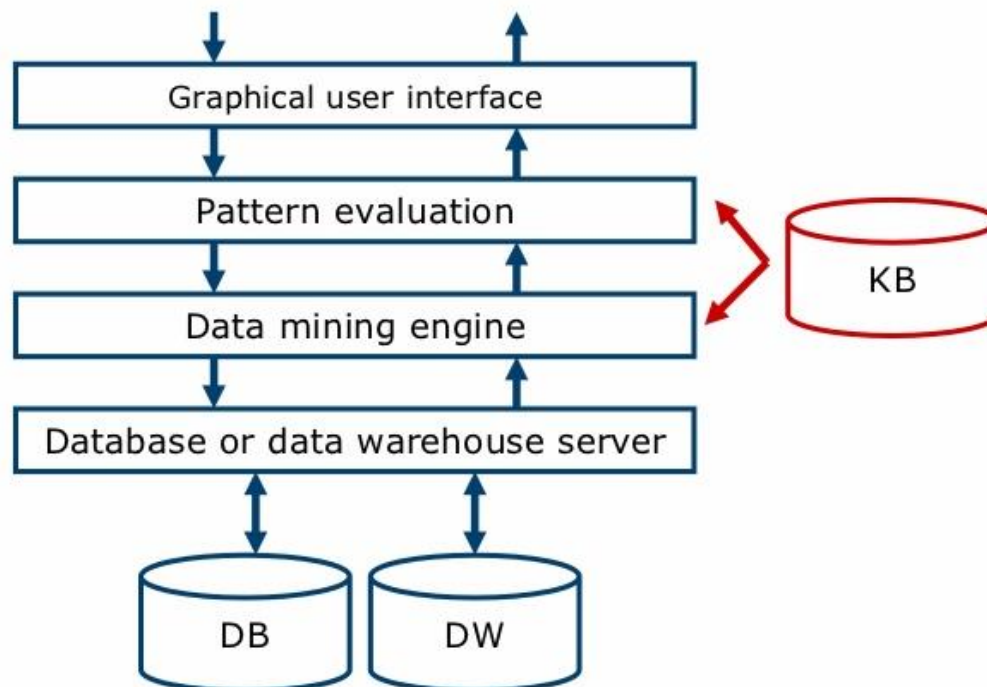 Graphical user interface
Pattern evaluation
KB
Data mining engine
Database or data warehouse server
DB
DW